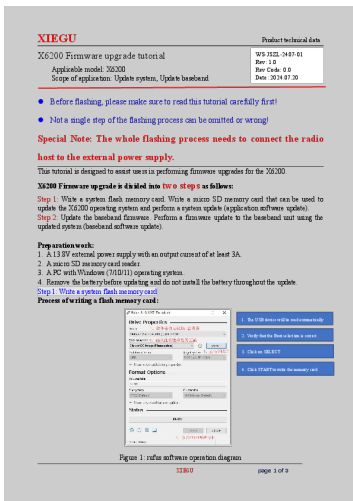 XIEGU
Product technical data
X6200 Firmware upgrade tutorial
Applicable model: X6200
Scope of application: Update system, Update baseband
WS-JSZL-2407-01
Rev: 1.0
Rev Code: 0.0
Date: 2024.07.20
Before flashing, please make sure to read this tutorial carefully first!
Not a single step of the flashing process can be omitted or wrong!
Special Note: The whole flashing process needs to connect the radio
host to the external power supply.
This tutorial is designed to assist users in performing firmware upgrades for the X6200.
X6200 Firmware upgrade is divided into two steps as follows:
Step 1: Write a system flash memory card. Write a micro SD memory card that can be used to
update the X6200 operating system and perform a system update (application software update).
Step 2: Update the baseband firmware. Perform a firmware update to the baseband unit using the
updated system (baseband software update).
Preparation work:
1. A 13.8V external power supply with an output current of at least 3A.
2. A micro SD memory card reader.
3. A PC with Windows (7/10/11) operating system.
4. Remove the battery before updating and do not install the battery throughout the update.
Step 1: Write a system flash memory card
Process of writing a flash memory card:
Drive Properties
Format Options
Status
READY
1. The USB device will be read automatically
2. Verify that the Boot selection is correct
3. Click on SELECT
4. Click START to write the memory card
Figure 1: rufus software operation diagram
XIEGU
page 1 of 3